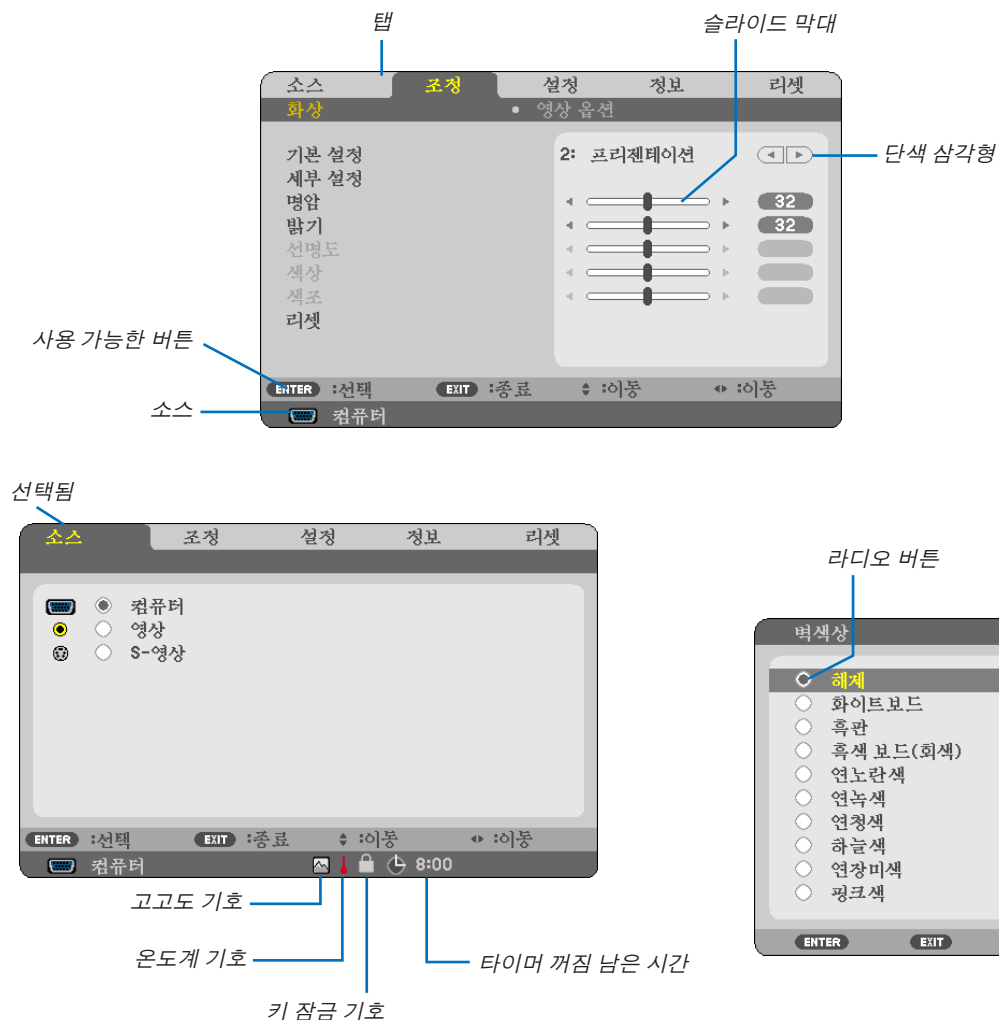 탭
슬라이드 막대
소스 조정 설정 정보 리셋
화상 • 영상 옵션
기본 설정 2: 프리젠테이션
단색 삼각형
세부 설정
명암 32
밝기 32
선명도
색상
색조
리셋
사용 가능한 버튼
ENTER :선택 EXIT :종료 :이동 :이동
소스
컴퓨터
선택됨
소스 조정 설정 정보 리셋
컴퓨터
영상
S-영상
ENTER :선택 EXIT :종료 :이동 :이동
컴퓨터 8:00
고고도 기호
온도계 기호
타이머 꺼짐 남은 시간
키 잠금 기호
라디오 버튼
벽색상
해제
화이트보드
흑판
흑색 보드(회색)
연노란색
연녹색
연청색
하늘색
연장미색
핑크색
ENTER EXIT